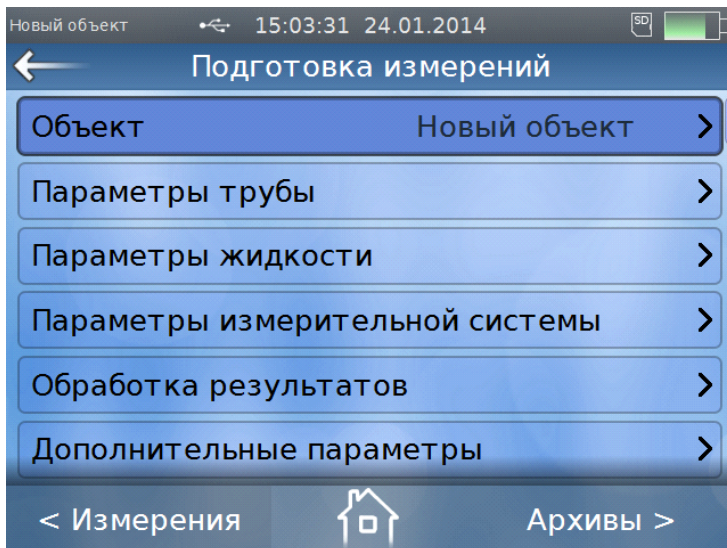 Новый объект 15:03:31 24.01.2014 SD
Подготовка измерений
Объект Новый объект >
Параметры трубы >
Параметры жидкости >
Параметры измерительной системы >
Обработка результатов >
Дополнительные параметры >
< Измерения Архивы >